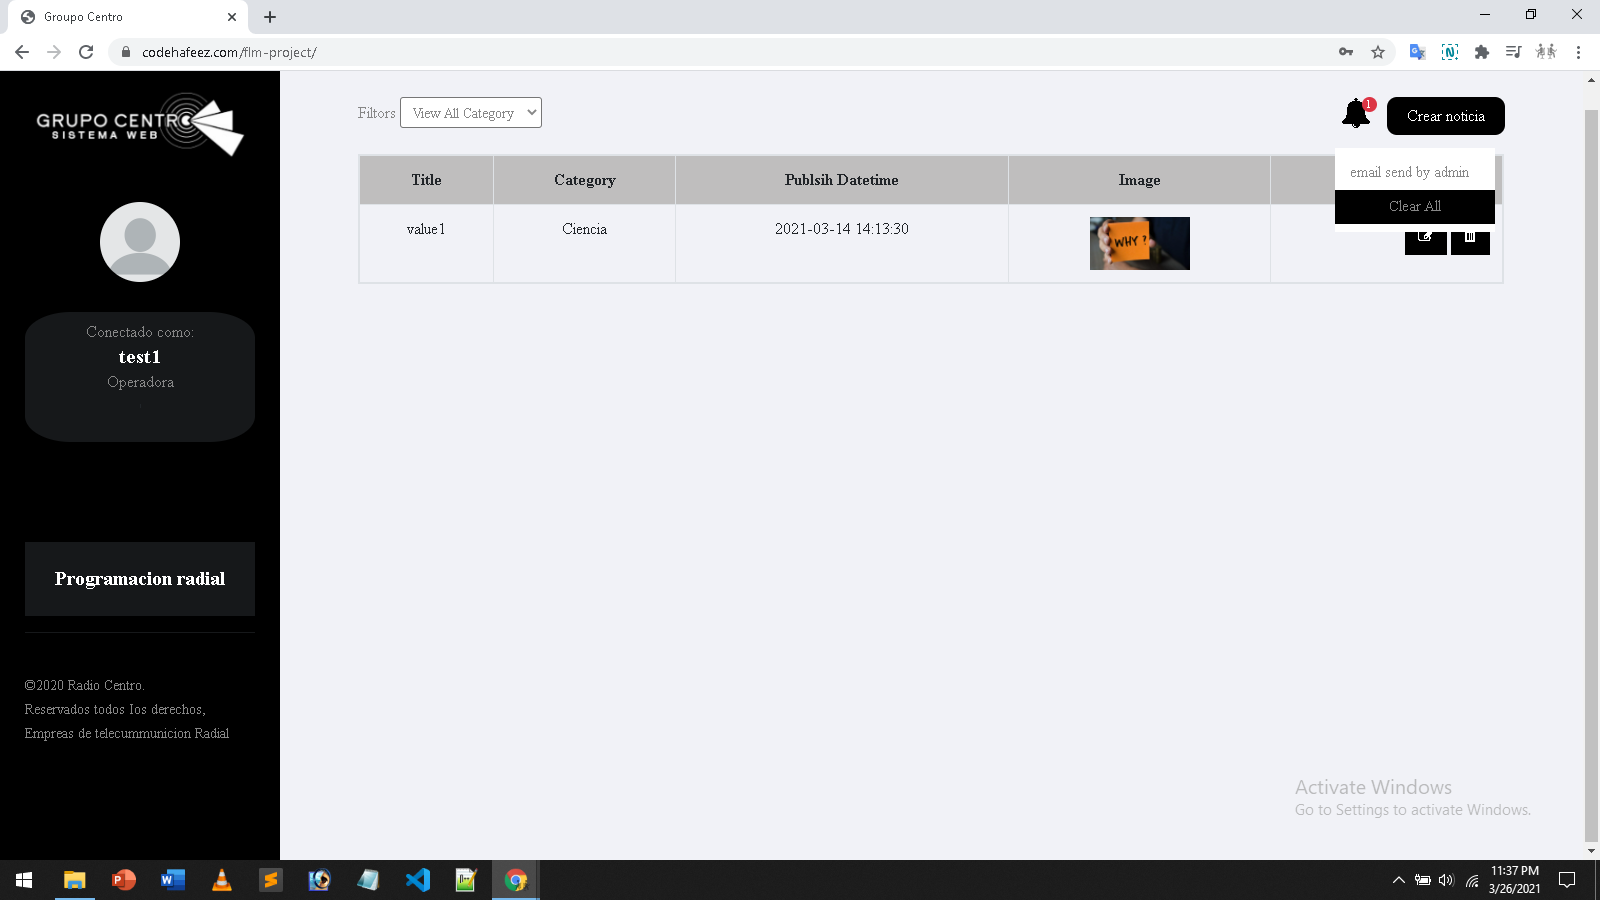 Groupo Centro
codehafeez.com/flm-project/
GRUPO CENTRO
SISTEMA WEB
Conectado como:
test1
Operadora
Programacion radial
©2020 Radio Centro.
Reservados todos Ios derechos,
Empreas de telecummunicion Radial
Filtors View All Category
1
Crear noticia
email send by admin
Clear All
Title Category Publsih Datetime Image
value1 Ciencia 2021-03-14 14:13:30
WHY ?
Activate Windows
Go to Settings to activate Windows.
11:37 PM
3/26/2021